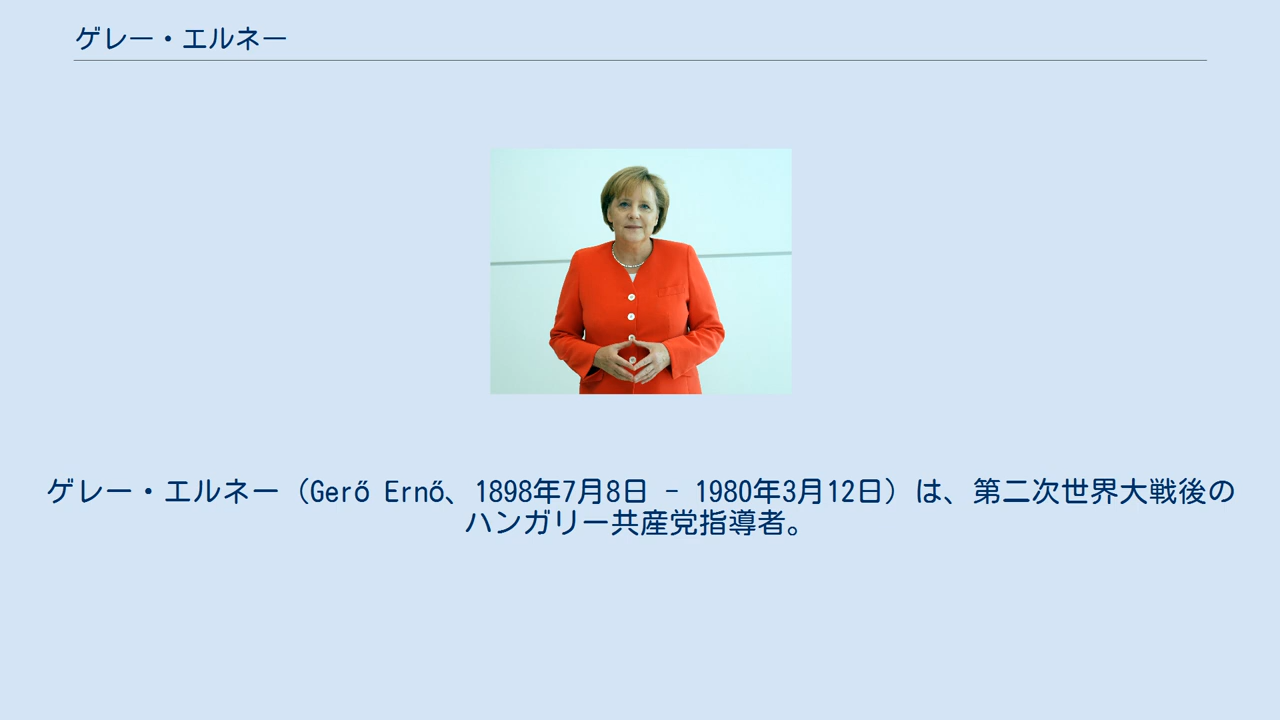 ゲレー・エルネー
ゲレー・エルネー（Gerő Ernő、1898年7月8日 - 1980年3月12日）は、第二次世界大戦後の
ハンガリー共産党指導者。